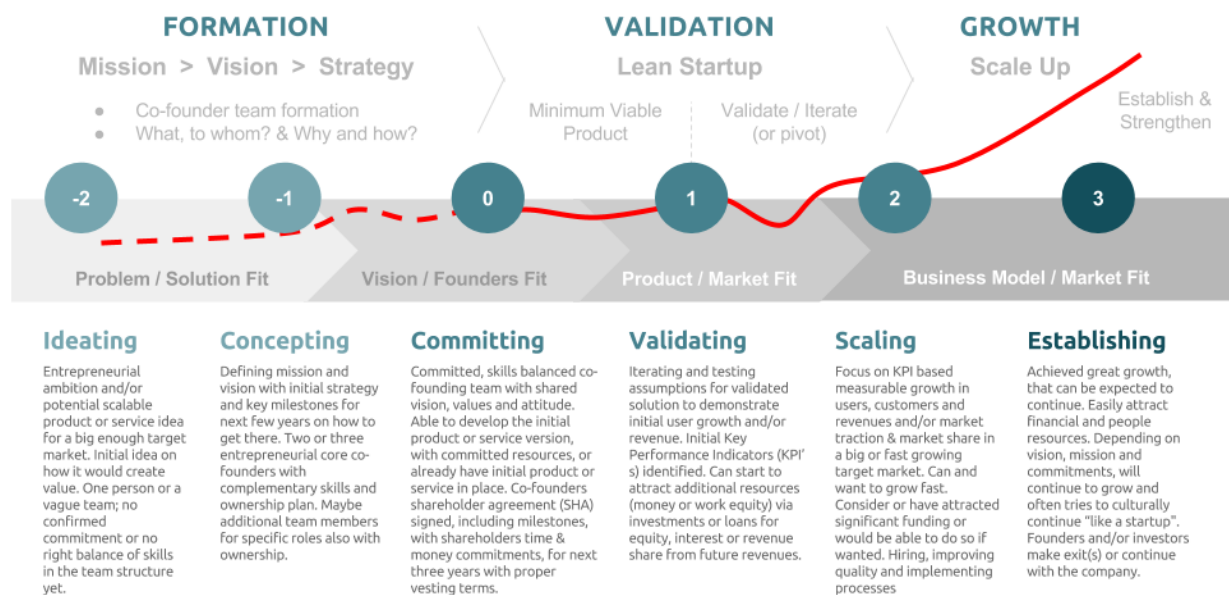 FORMATION
Mission > Vision > Strategy
● Co-founder team formation
● What, to whom? & Why and how?
VALIDATION
Lean Startup
Minimum Viable
Product
Validate / Iterate
(or pivot)
GROWTH
Scale Up
Establish &
Strengthen
-2
-1
0
1
2
3
Problem / Solution Fit
Vision / Founders Fit
Product / Market Fit
Business Model / Market Fit
Ideating
Entrepreneurial
ambition and/or
potential scalable
product or service idea
for a big enough target
market. Initial idea on
how it would create
value. One person or a
vague team; no
confirmed
commitment or no
right balance of skills
in the team structure
yet.
Concepting
Defining mission and
vision with initial strategy
and key milestones for
next few years on how to
get there. Two or three
entrepreneurial core co-
founders with
complementary skills and
ownership plan. Maybe
additional team members
for specific roles also with
ownership.
Committing
Committed, skills balanced co-
founding team with shared
vision, values and attitude.
Able to develop the initial
product or service version,
with committed resources, or
already have initial product or
service in place. Co-founders
shareholder agreement (SHA)
signed, including milestones,
with shareholders time &
money commitments, for next
three years with proper
vesting terms.
Validating
Iterating and testing
assumptions for validated
solution to demonstrate
initial user growth and/or
revenue. Initial Key
Performance Indicators (KPI'
s) identified. Can start to
attract additional resources
(money or work equity) via
investments or loans for
equity, interest or revenue
share from future revenues.
Scaling
Focus on KPI based
measurable growth in
users, customers and
revenues and/or market
traction & market share in
a big or fast growing
target market. Can and
want to grow fast.
Consider or have attracted
significant funding or
would be able to do so if
wanted. Hiring, improving
quality and implementing
processes
Establishing
Achieved great growth,
that can be expected to
continue. Easily attract
financial and people
resources. Depending on
vision, mission and
commitments, will
continue to grow and
often tries to culturally
continue "like a startup".
Founders and/or investors
make exit(s) or continue
with the company.